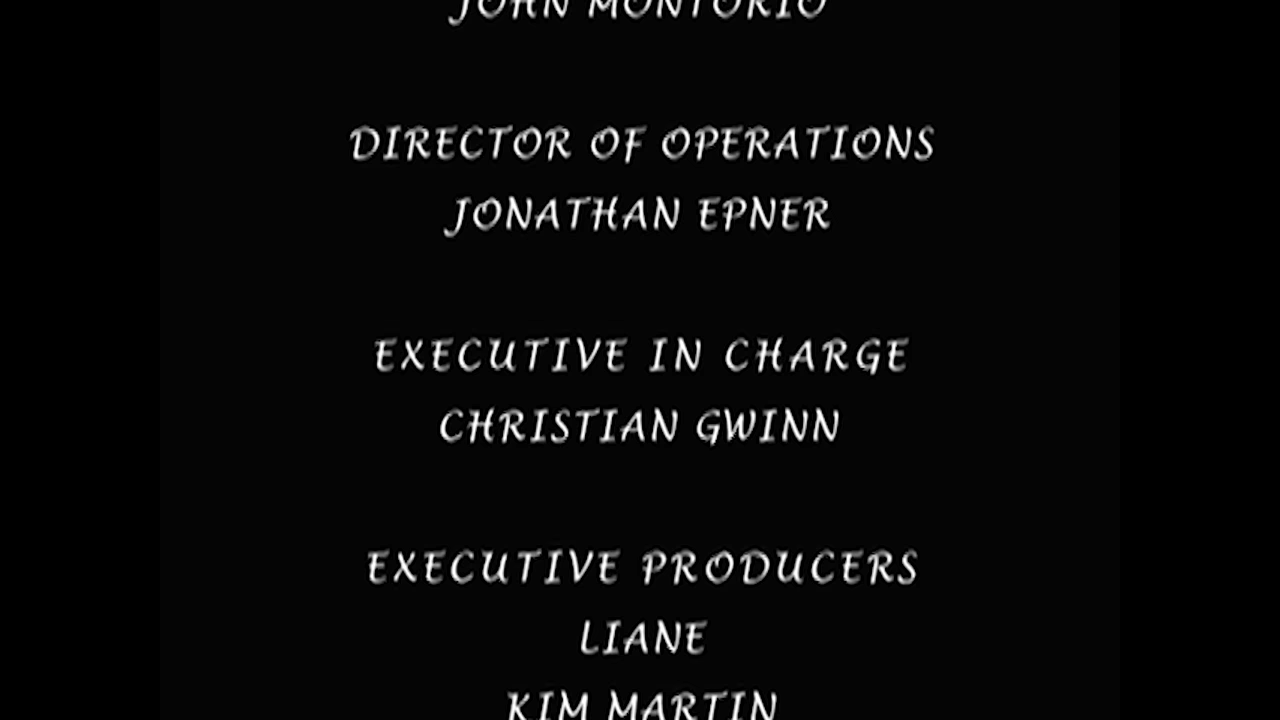 JOHN MONTORIO
DIRECTOR OF OPERATIONS
JONATHAN EPNER
EXECUTIVE IN CHARGE
CHRISTIAN GWINN
EXECUTIVE PRODUCERS
LIANE
KIM MARTIN